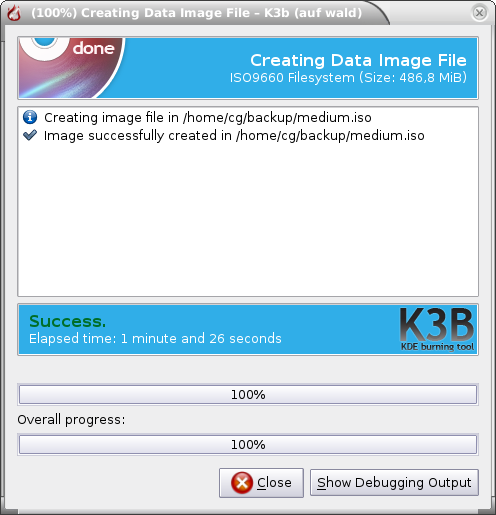 (100%) Creating Data Image File – K3b (auf wald)
done
Creating Data Image File
ISO9660 Filesystem (Size: 486,8 MiB)
Creating image file in /home/cg/backup/medium.iso
Image successfully created in /home/cg/backup/medium.iso
Success.
Elapsed time: 1 minute and 26 seconds
K3B
KDE burning tool
100%
Overall progress:
100%
Close
Show Debugging Output